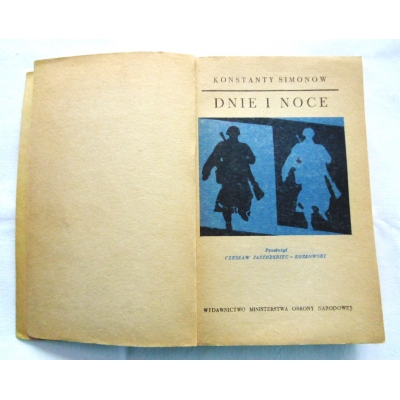 KONSTANTY SIMONOW
DNIE I NOCE
Przełożył
CZESŁAW JASTRZĘBIEC-KOZŁOWSKI
WYDAWNICTWO MINISTERSTWA OBRONY NARODOWEJ